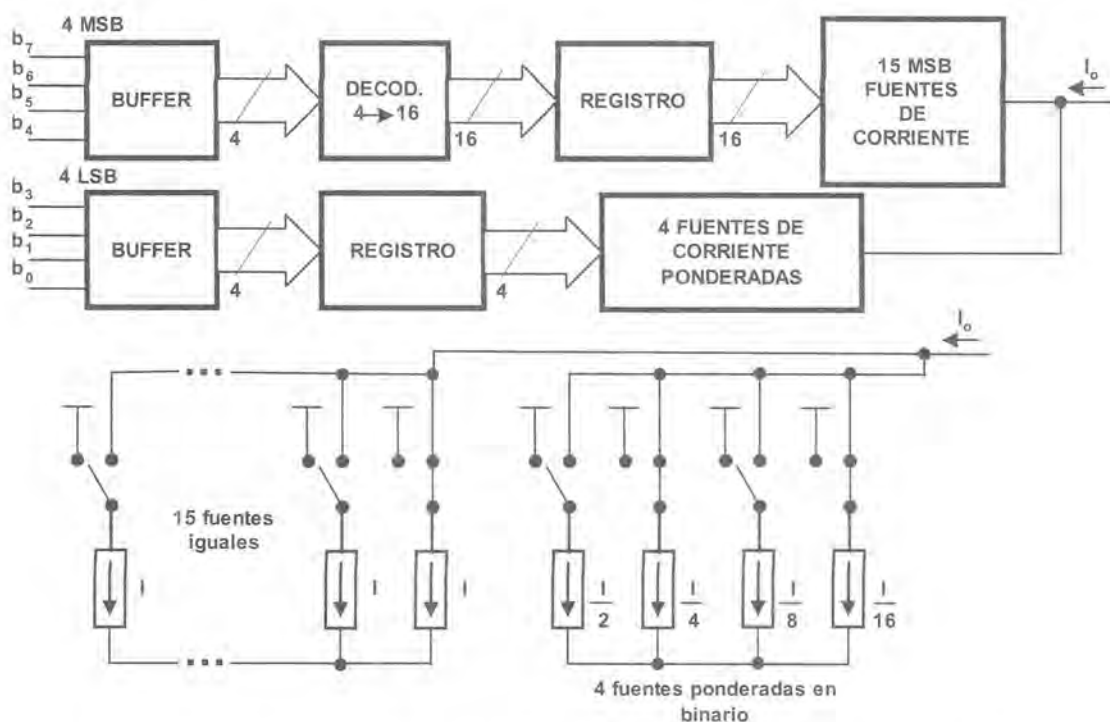 4 MSB
b7
b6
b5
b4
BUFFER
4
DECOD.
4 → 16
16
REGISTRO
16
15 MSB
FUENTES
DE
CORRIENTE
Io
4 LSB
b3
b2
b1
b0
BUFFER
4
REGISTRO
4
4 FUENTES DE
CORRIENTE
PONDERADAS
Io
15 fuentes
iguales
I
I
I
I/2
I/4
I/8
I/16
4 fuentes ponderadas en
binario